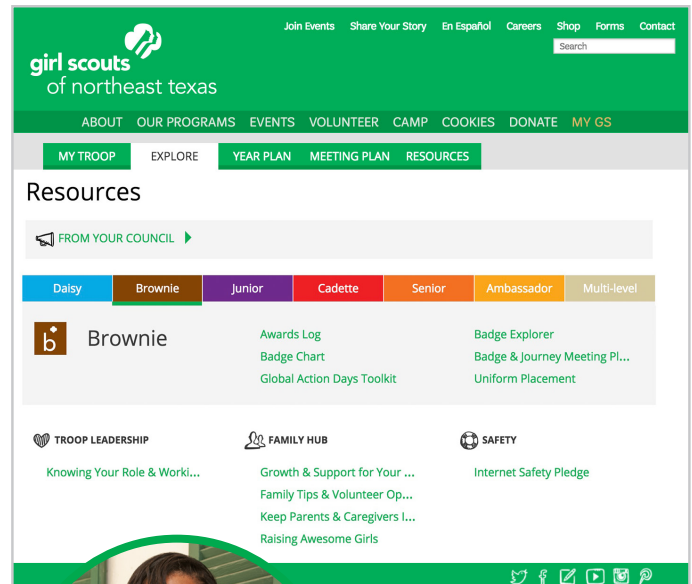 Join Events Share Your Story En Español Careers Shop Forms Contact
Search
girl scouts
of northeast texas
ABOUT OUR PROGRAMS EVENTS VOLUNTEER CAMP COOKIES DONATE MY GS
MY TROOP EXPLORE YEAR PLAN MEETING PLAN RESOURCES
Resources
FROM YOUR COUNCIL
Daisy Brownie Junior Cadette Senior Ambassador Multi-level
b Brownie
Awards Log
Badge Chart
Global Action Days Toolkit
Badge Explorer
Badge & Journey Meeting Pl...
Uniform Placement
TROOP LEADERSHIP
Knowing Your Role & Worki...
FAMILY HUB
Growth & Support for Your ...
Family Tips & Volunteer Op...
Keep Parents & Caregivers I...
Raising Awesome Girls
SAFETY
Internet Safety Pledge